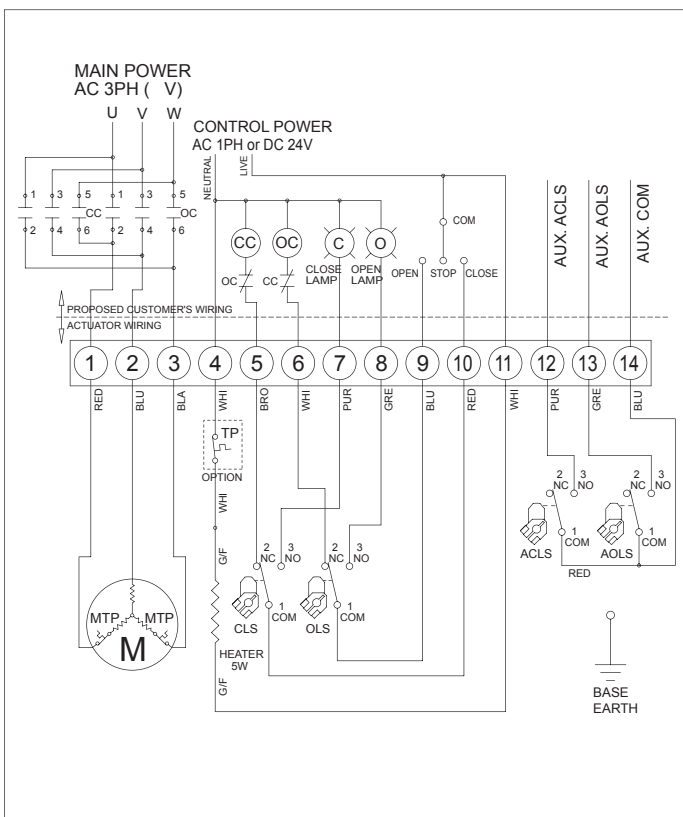 MAIN POWER
AC 3PH ( V)
U V W
CONTROL POWER
AC 1PH or DC 24V
NEUTRAL
LIVE
1 3 5 1 3 5
CC OC
2 4 6 2 4 6
CC OC C O
OC CC
CLOSE LAMP
OPEN LAMP
COM
OPEN STOP CLOSE
AUX. ACLS
AUX. AOLS
AUX. COM
PROPOSED CUSTOMER'S WIRING
ACTUATOR WIRING
1 2 3 4 5 6 7 8 9 10 11 12 13 14
RED BLU BLA WHI BRO WHI PUR GRE BLU RED WHI PUR GRE BLU
TP
OPTION
WHI
G/F
2 NC 3 NO
1 COM
CLS
2 NC 3 NO
1 COM
OLS
2 NC 3 NO
1 COM
ACLS
2 NC 3 NO
1 COM
AOLS
RED
MTP MTP
M
HEATER
5W
G/F
BASE
EARTH